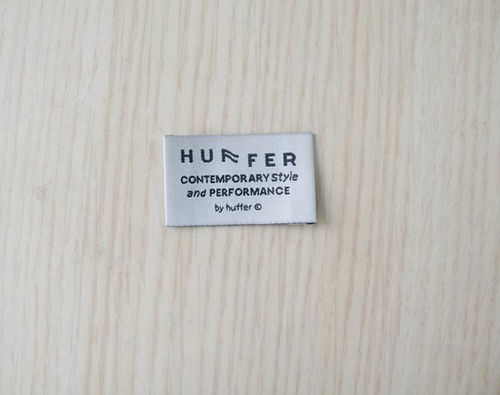 HUFFER
CONTEMPORARY style
and PERFORMANCE
by huffer ©